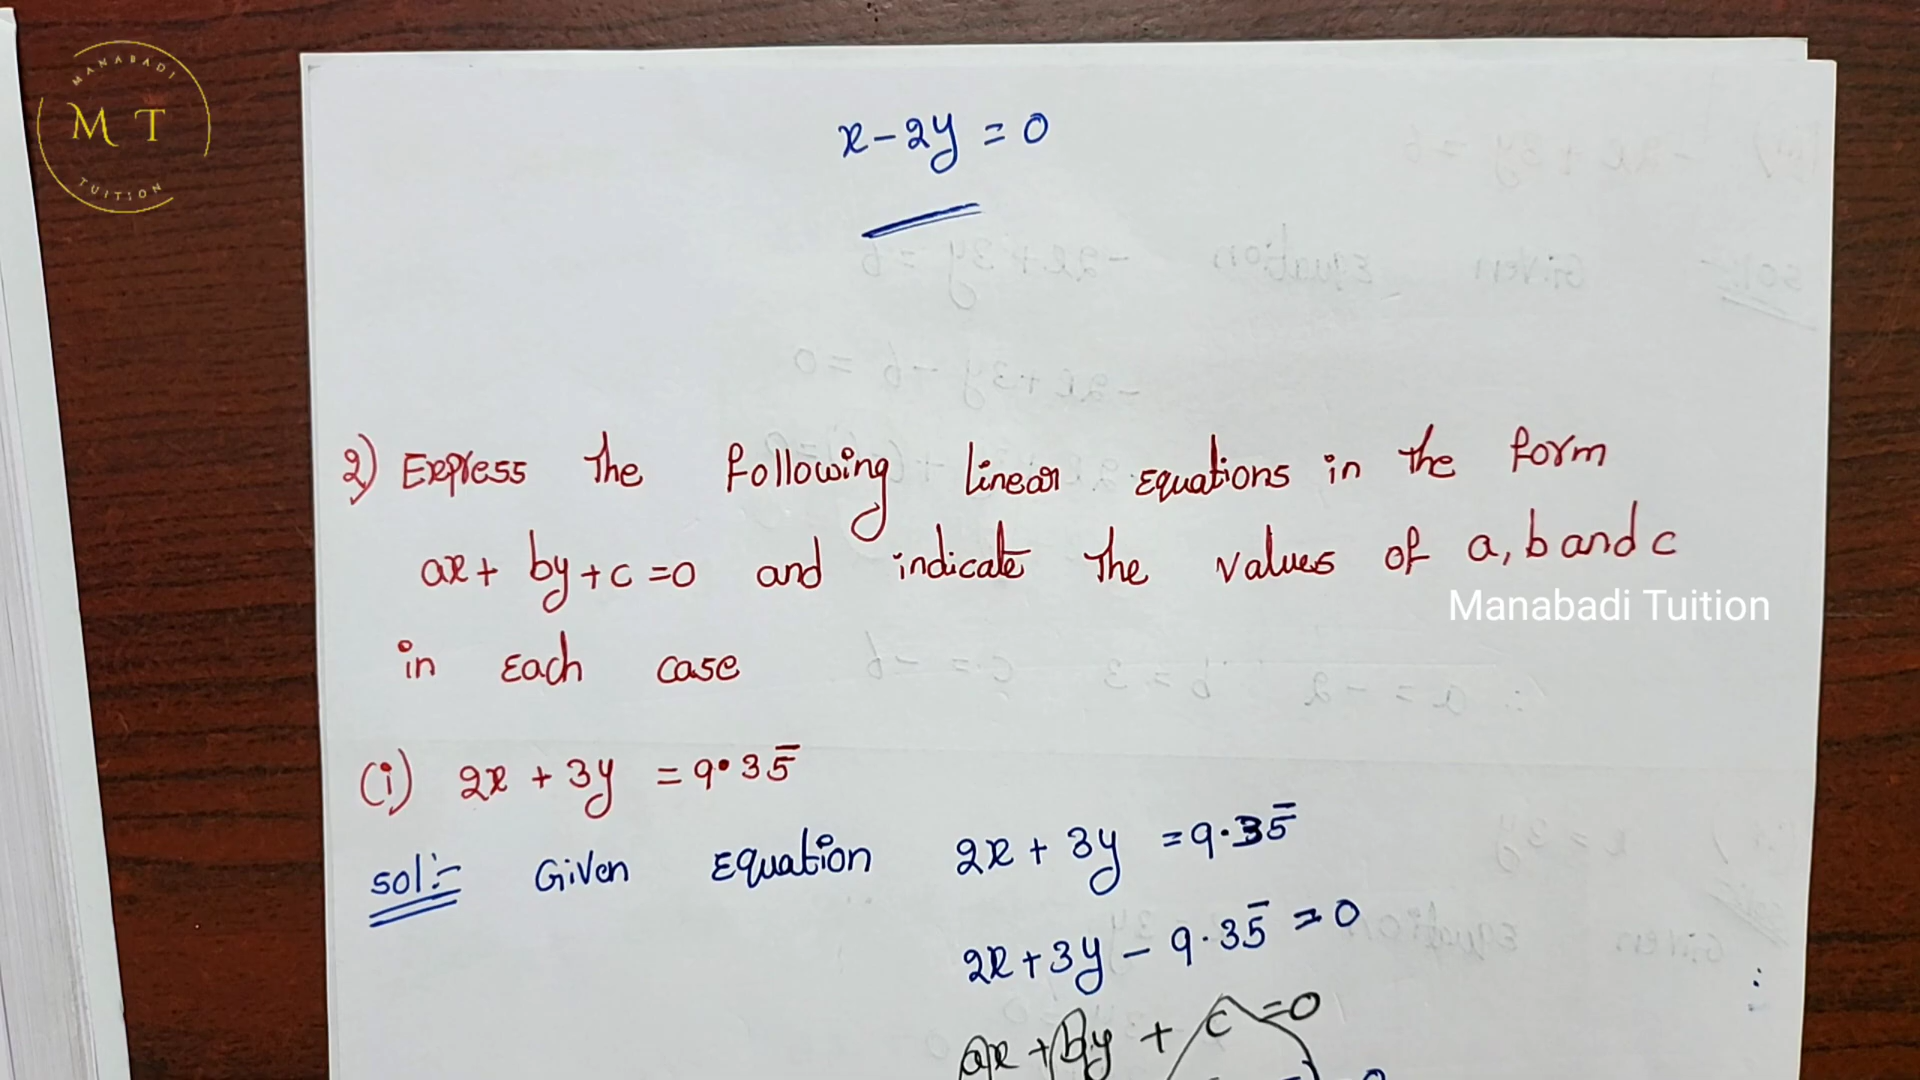 MANABADI
M T
TUITION
x - 2y = 0
2) Express the following linear Equations in the form
ax + by + c = 0 and indicate the values of a, b and c
Manabadi Tuition
in Each case
(i) 2x + 3y = 9.35̅
Sol:- Given Equation 2x + 3y = 9.35̅
2x + 3y - 9.35̅ = 0
ax + by + c = 0